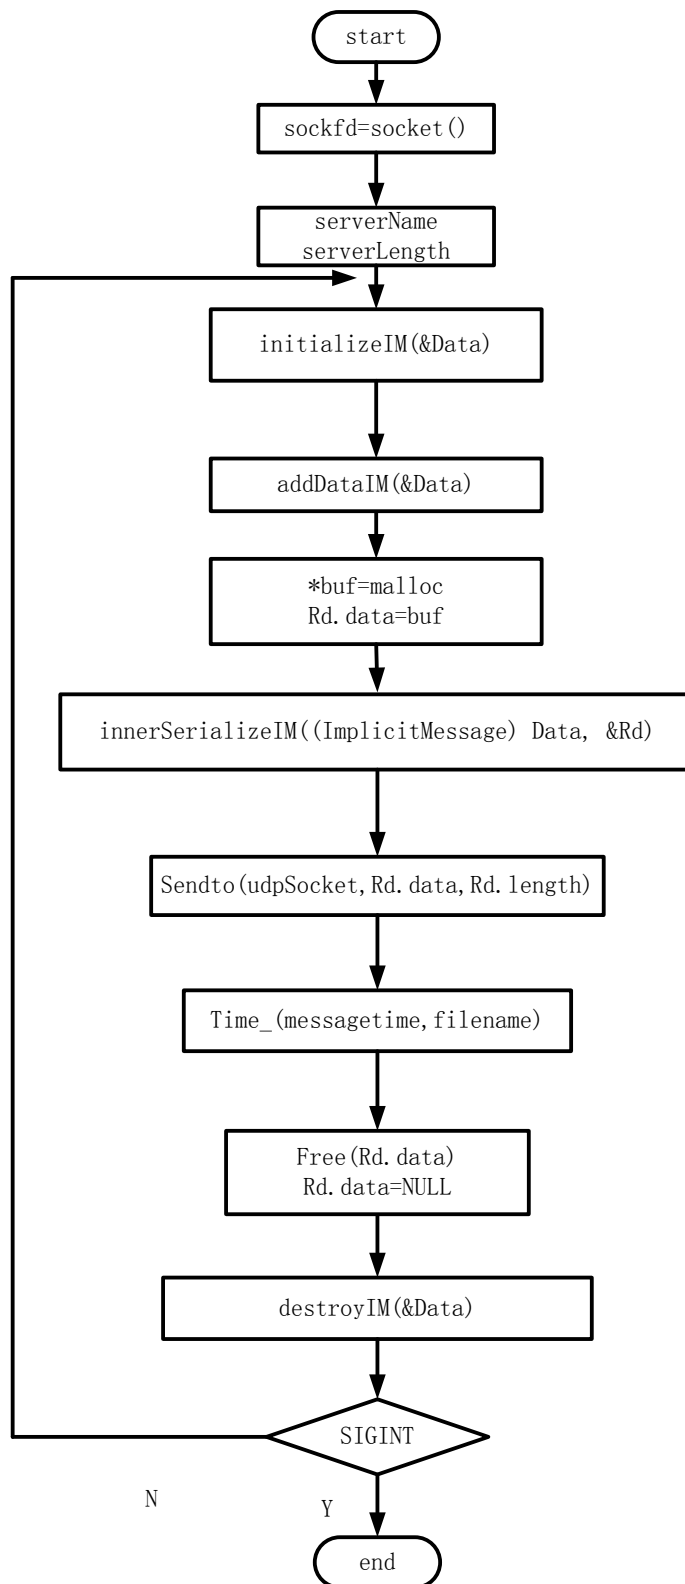 start
sockfd=socket()
serverName
serverLength
initializeIM(&Data)
addDataIM(&Data)
*buf=malloc
Rd.data=buf
innerSerializeIM((ImplicitMessage) Data, &Rd)
Sendto(udpSocket,Rd.data,Rd.length)
Time_(messagetime,filename)
Free(Rd.data)
Rd.data=NULL
destroyIM(&Data)
SIGINT
N
Y
end